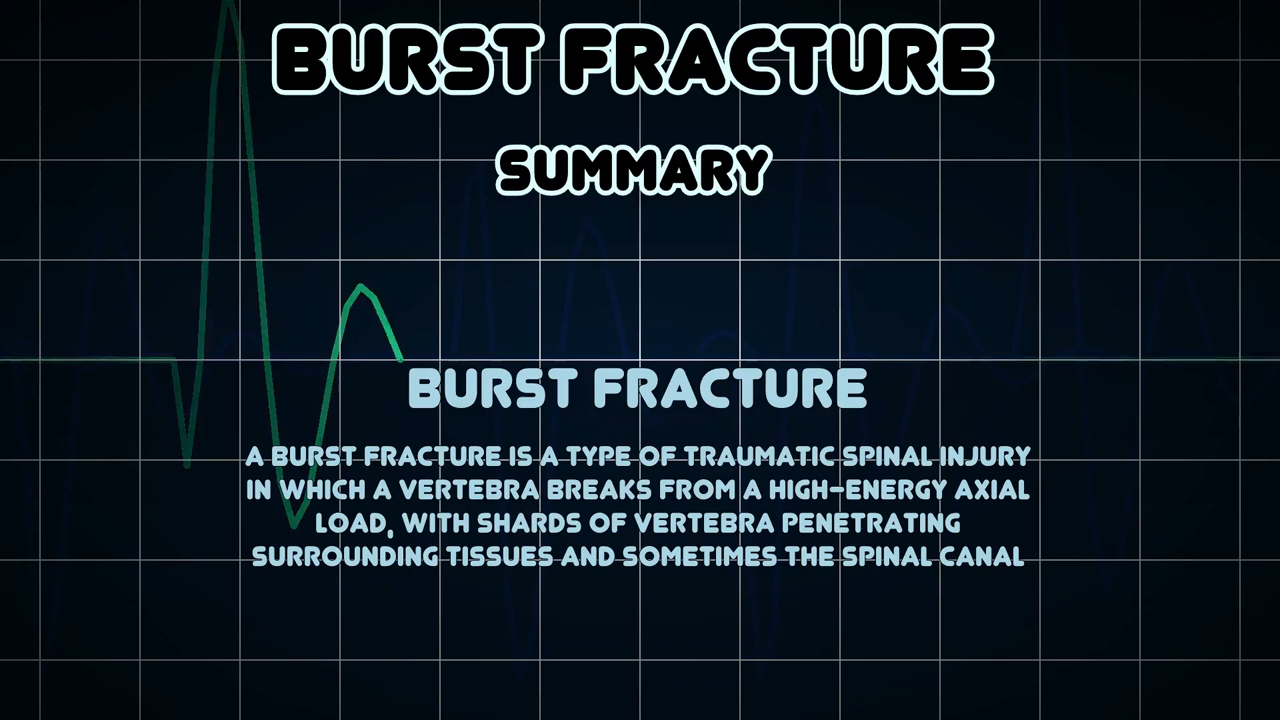 BURST FRACTURE
SUMMARY
BURST FRACTURE
A BURST FRACTURE IS A TYPE OF TRAUMATIC SPINAL INJURY
IN WHICH A VERTEBRA BREAKS FROM A HIGH-ENERGY AXIAL
LOAD, WITH SHARDS OF VERTEBRA PENETRATING
SURROUNDING TISSUES AND SOMETIMES THE SPINAL CANAL